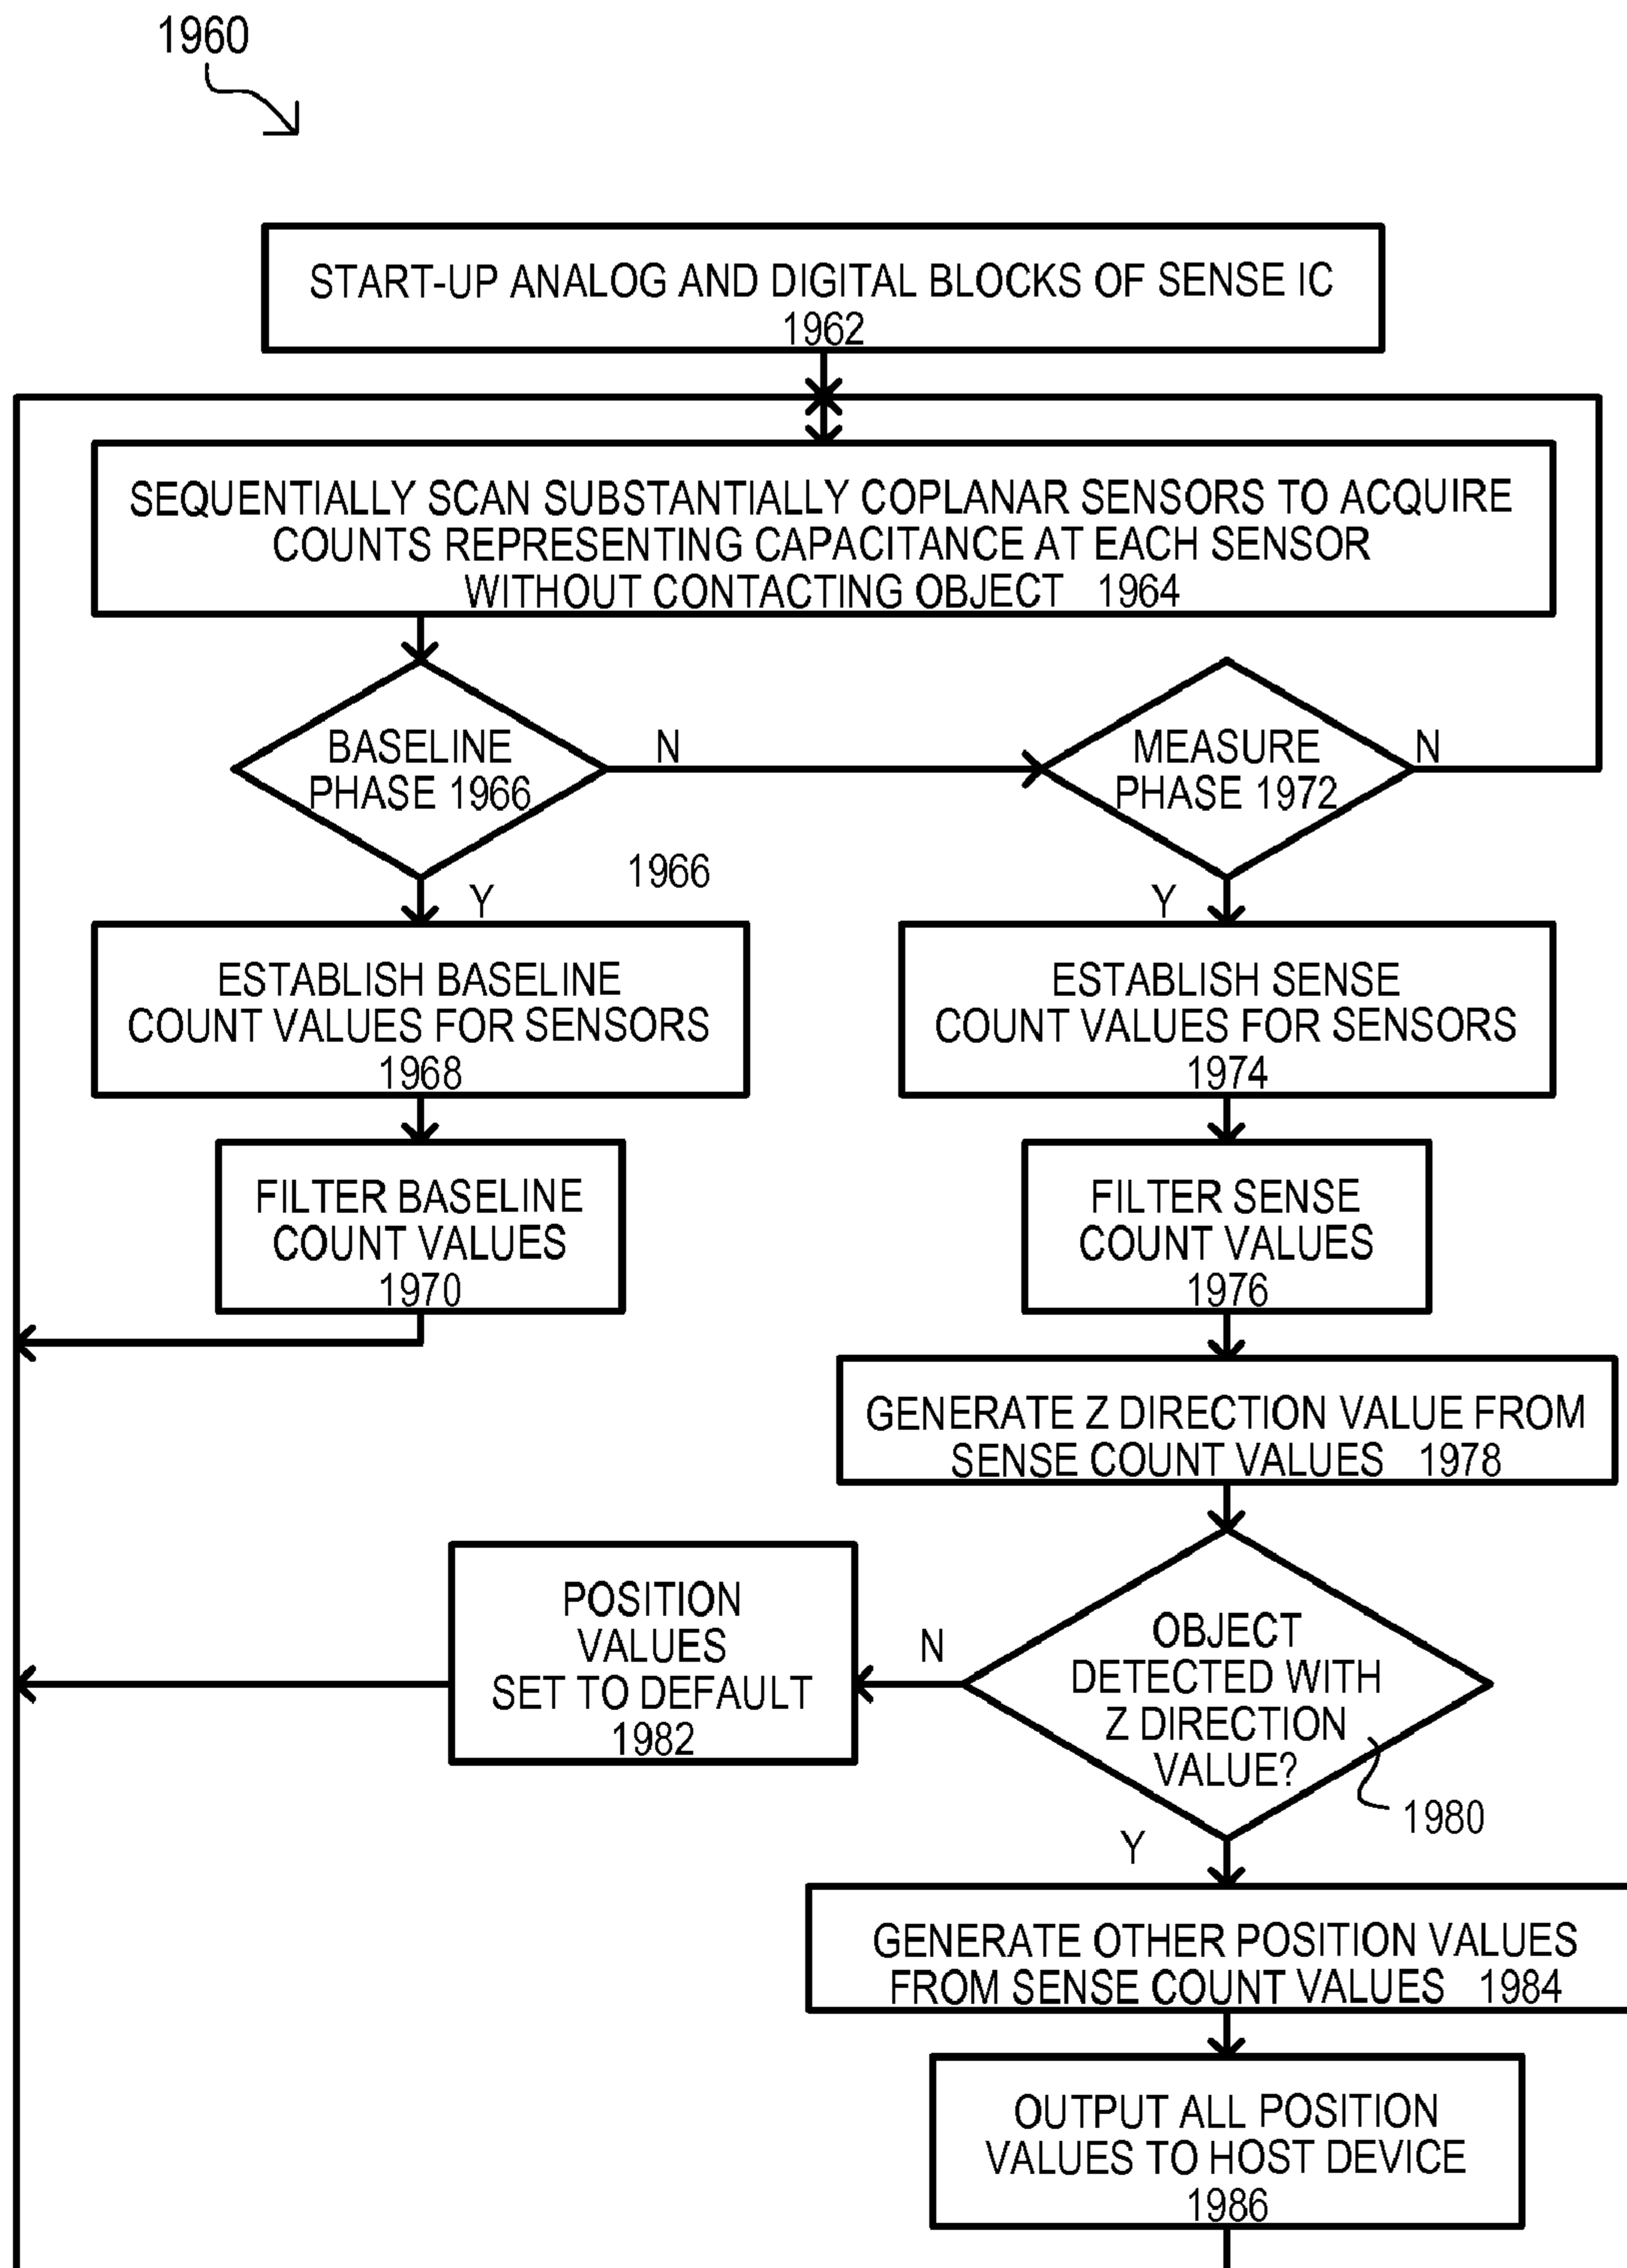 1960
START-UP ANALOG AND DIGITAL BLOCKS OF SENSE IC
1962
SEQUENTIALLY SCAN SUBSTANTIALLY COPLANAR SENSORS TO ACQUIRE
COUNTS REPRESENTING CAPACITANCE AT EACH SENSOR
WITHOUT CONTACTING OBJECT 1964
BASELINE
PHASE 1966
N
MEASURE
PHASE 1972
N
1966
Y
Y
ESTABLISH BASELINE
COUNT VALUES FOR SENSORS
1968
ESTABLISH SENSE
COUNT VALUES FOR SENSORS
1974
FILTER BASELINE
COUNT VALUES
1970
FILTER SENSE
COUNT VALUES
1976
GENERATE Z DIRECTION VALUE FROM
SENSE COUNT VALUES 1978
POSITION
VALUES
SET TO DEFAULT
1982
N
OBJECT
DETECTED WITH
Z DIRECTION
VALUE?
1980
Y
GENERATE OTHER POSITION VALUES
FROM SENSE COUNT VALUES 1984
OUTPUT ALL POSITION
VALUES TO HOST DEVICE
1986